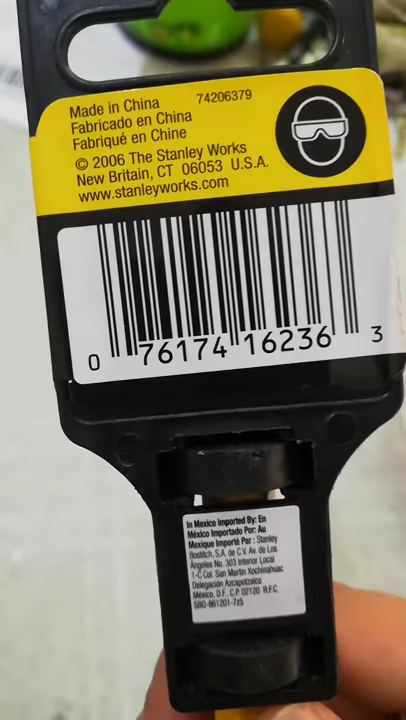 Made in China 74206379
Fabricado en China
Fabriqué en Chine
© 2006 The Stanley Works
New Britain, CT 06053 U.S.A.
www.stanleyworks.com
0 76174 16236 3
In Mexico Imported By: En
México Importado Por: Au
Mexique Importé Par : Stanley
Bostitch, S.A. de C.V. Av. de Los
Ángeles No. 303 Interior Local
1-C Col. San Martin Xochinahuac
Delegación Azcapotzalco
México, D.F. C.P. 02120 R.F.C.
SBO-861201-7z5